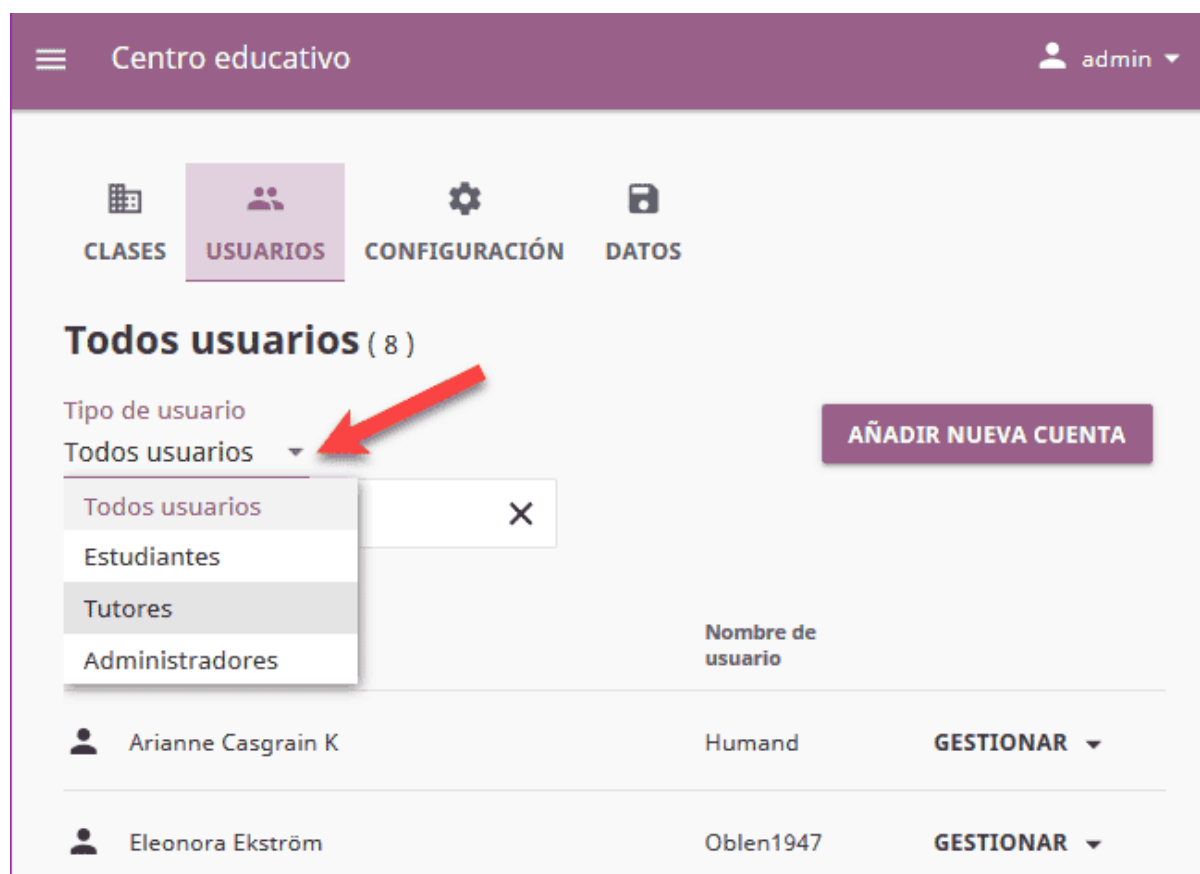 Centro educativo
admin
CLASES USUARIOS CONFIGURACIÓN DATOS
Todos usuarios ( 8 )
Tipo de usuario
Todos usuarios
AÑADIR NUEVA CUENTA
Todos usuarios
Estudiantes
Tutores
Administradores
Nombre de
usuario
Arianne Casgrain K Humand GESTIONAR
Eleonora Ekström Oblen1947 GESTIONAR